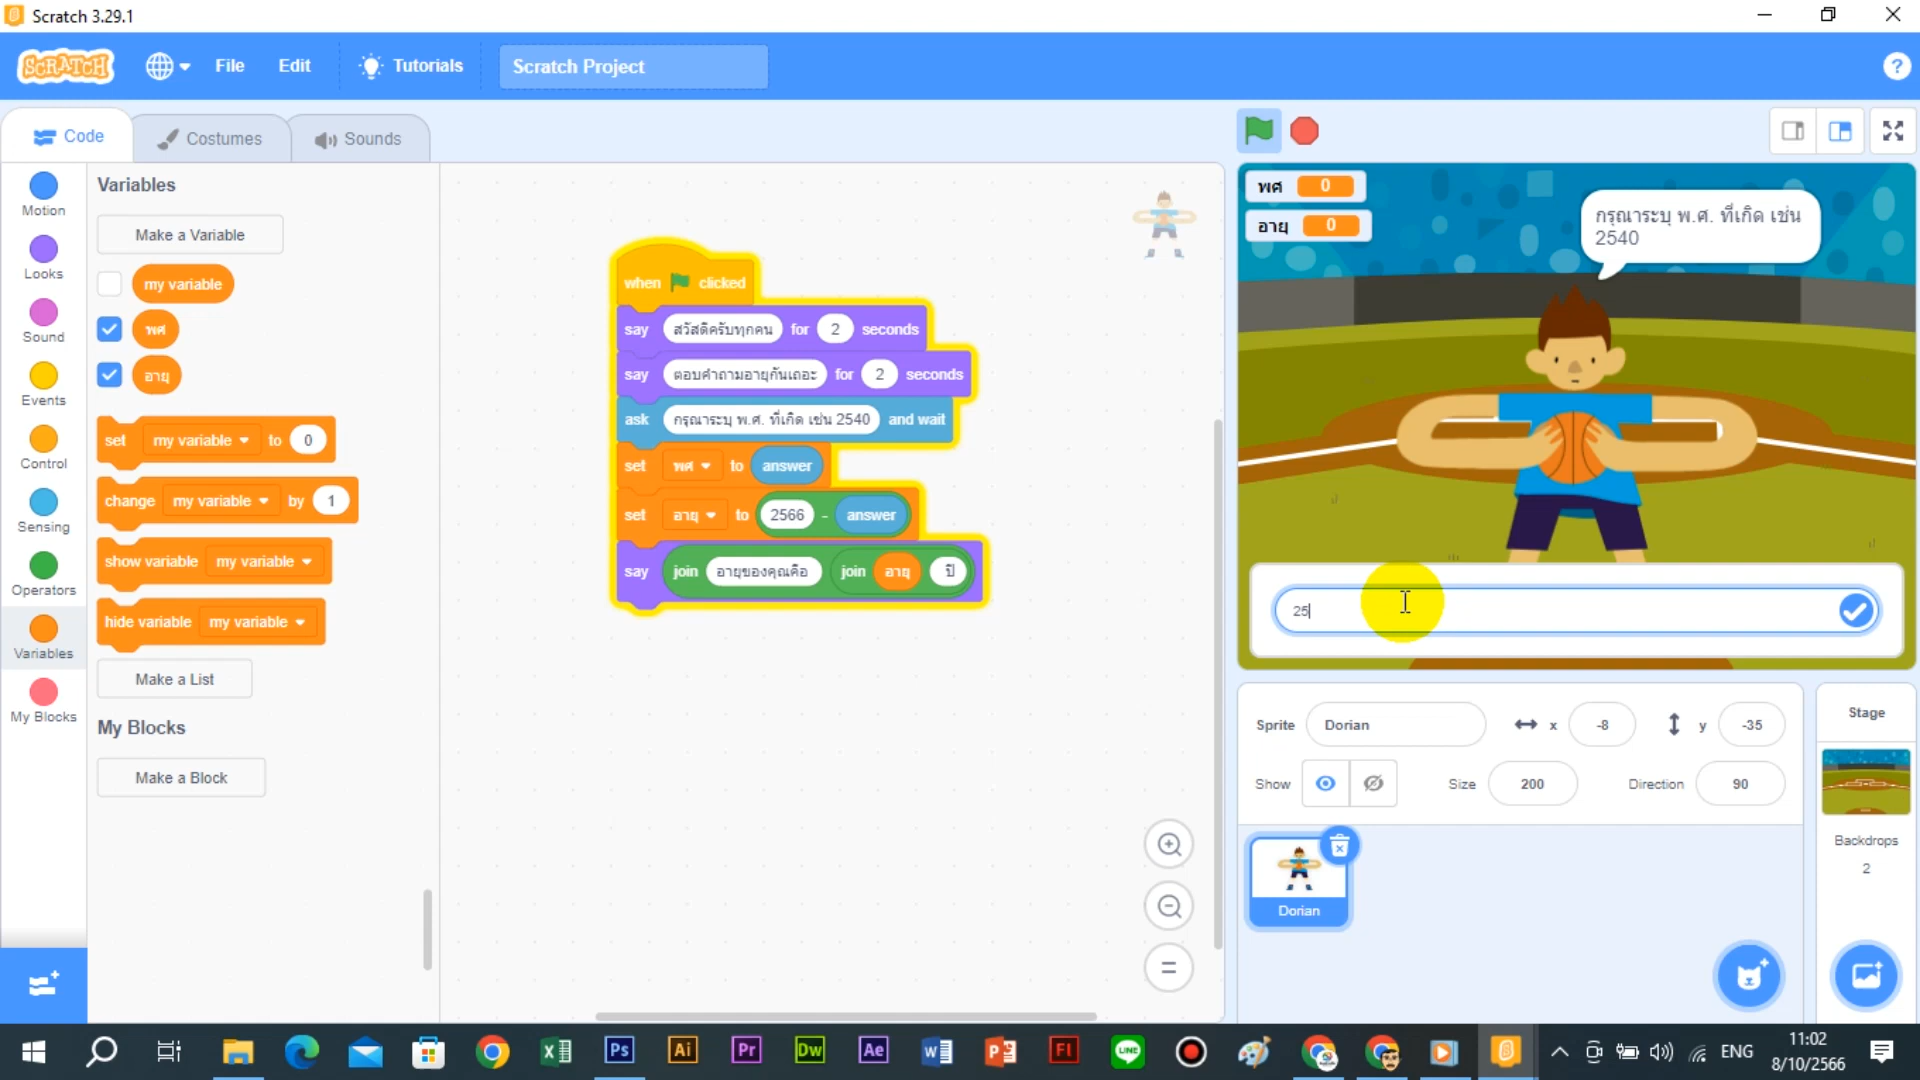 Scratch 3.29.1
SCRATCH
File
Edit
Tutorials
Scratch Project
Code
Costumes
Sounds
Motion
Looks
Sound
Events
Control
Sensing
Operators
Variables
My Blocks
Variables
Make a Variable
my variable
พศ
อายุ
set my variable to 0
change my variable by 1
show variable my variable
hide variable my variable
Make a List
My Blocks
Make a Block
when clicked
say สวัสดีครับทุกคน for 2 seconds
say ตอบคำถามอายุกันเถอะ for 2 seconds
ask กรุณาระบุ พ.ศ. ที่เกิด เช่น 2540 and wait
set พศ to answer
set อายุ to 2566 - answer
say join อายุของคุณคือ join อายุ ปี
พศ 0
อายุ 0
กรุณาระบุ พ.ศ. ที่เกิด เช่น
2540
25
Sprite Dorian x -8 y -35
Show Size 200 Direction 90
Dorian
Stage
Backdrops
2
Ps
Ai
Pr
Dw
Ae
Fl
LINE
ENG
11:02
8/10/2566